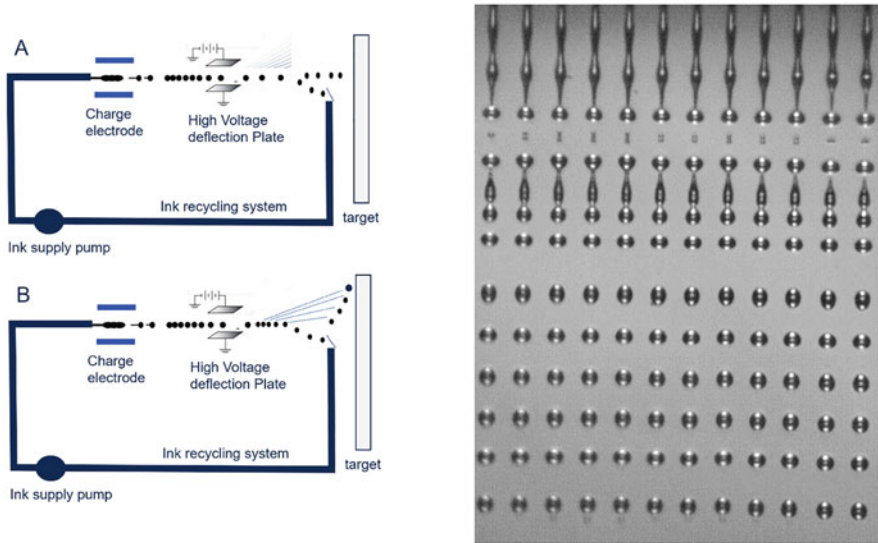 A
Charge
electrode
High Voltage
deflection Plate
Ink recycling system
target
Ink supply pump
B
Charge
electrode
High Voltage
deflection Plate
Ink recycling system
target
Ink supply pump